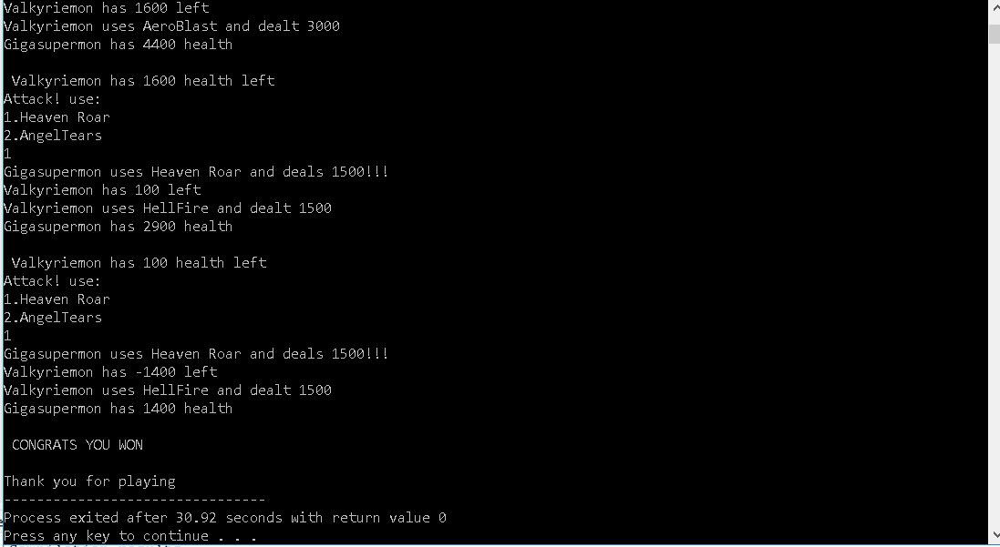 Valkyriemon has 1600 left
Valkyriemon uses AeroBlast and dealt 3000
Gigasupermon has 4400 health
Valkyriemon has 1600 health left
Attack! use:
1.Heaven Roar
2.AngelTears
1
Gigasupermon uses Heaven Roar and deals 1500!!!
Valkyriemon has 100 left
Valkyriemon uses HellFire and dealt 1500
Gigasupermon has 2900 health
Valkyriemon has 100 health left
Attack! use:
1.Heaven Roar
2.AngelTears
1
Gigasupermon uses Heaven Roar and deals 1500!!!
Valkyriemon has -1400 left
Valkyriemon uses HellFire and dealt 1500
Gigasupermon has 1400 health
CONGRATS YOU WON
Thank you for playing
--------------------------------
Process exited after 30.92 seconds with return value 0
Press any key to continue . . .